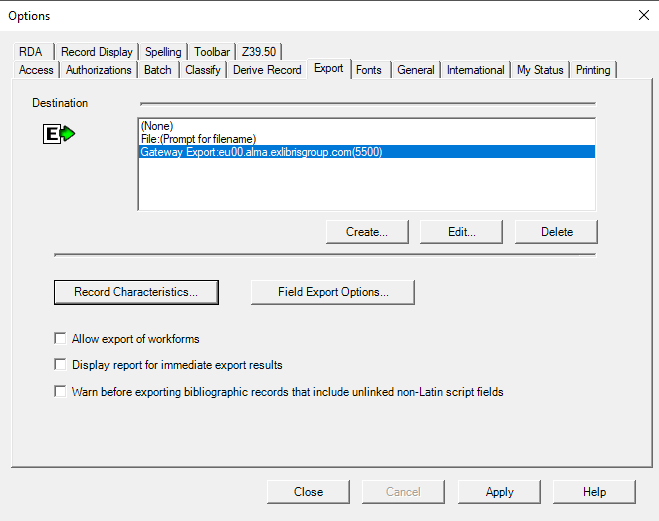 Options
RDA Record Display Spelling Toolbar Z39.50
Access Authorizations Batch Classify Derive Record Export Fonts General International My Status Printing
Destination
E
(None)
File:(Prompt for filename)
Gateway Export:eu00.alma.exlibrisgroup.com(5500)
Create... Edit... Delete
Record Characteristics... Field Export Options...
Allow export of workforms
Display report for immediate export results
Warn before exporting bibliographic records that include unlinked non-Latin script fields
Close Cancel Apply Help